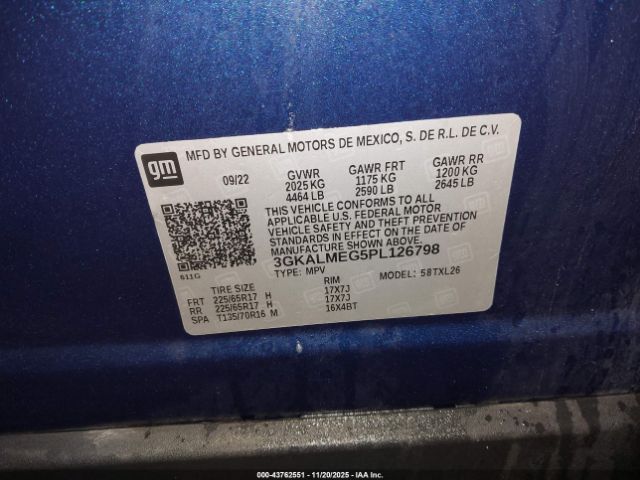 gm
MFD BY GENERAL MOTORS DE MEXICO, S. DE R.L. DE C.V.
09/22 GVWR GAWR FRT GAWR RR
2025 KG 1175 KG 1200 KG
4464 LB 2590 LB 2645 LB
THIS VEHICLE CONFORMS TO ALL
APPLICABLE U.S. FEDERAL MOTOR
VEHICLE SAFETY AND THEFT PREVENTION
STANDARDS IN EFFECT ON THE DATE OF
MANUFACTURE SHOWN ABOVE.
3GKALMEG5PL126798
611G
TYPE: MPV MODEL: 58TXL26
TIRE SIZE RIM
FRT 225/65R17 H 17X7J
RR 225/65R17 H 17X7J
SPA T135/70R16 M 16X4BT
000-43762551 - 11/20/2025 - IAA Inc.